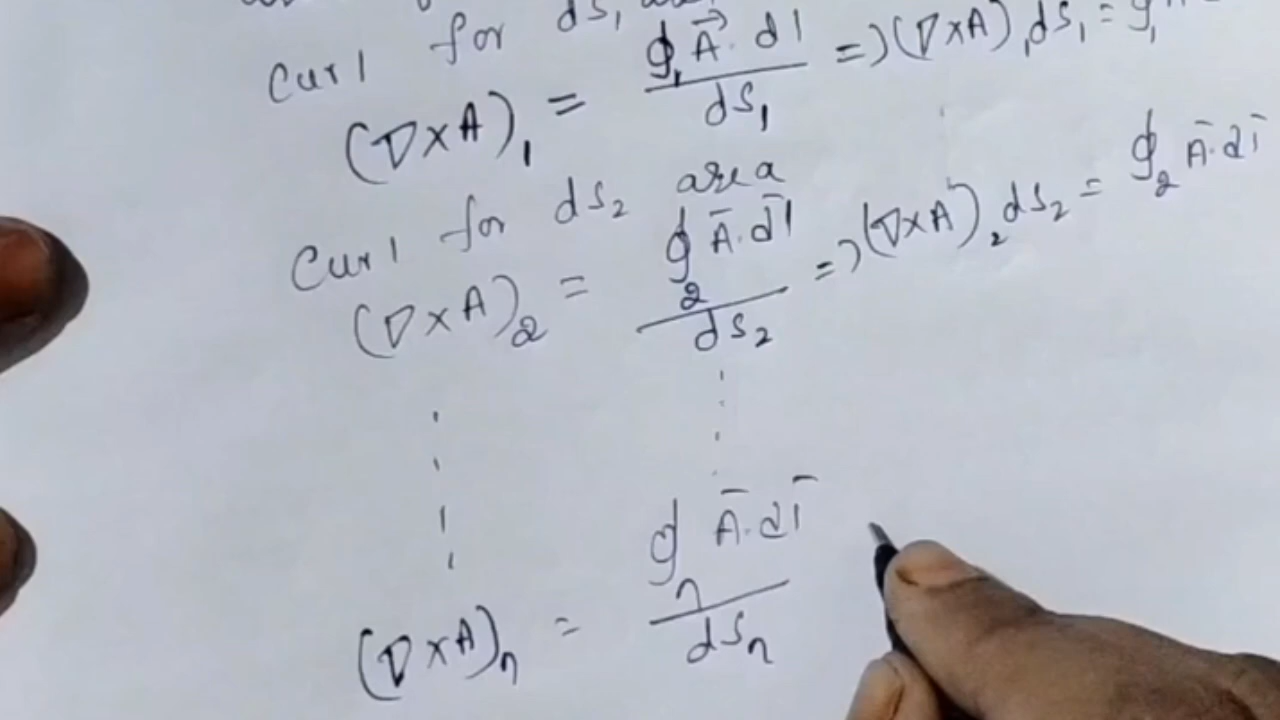 Curl for ds₁
(∇×A)₁ = ∮₁ A⃗ . dl / ds₁ => (∇×A)₁ ds₁ = ∮₁
Curl for ds₂ area
(∇×A)₂ = ∮₂ A̅ . dl̅ / ds₂ => (∇×A)₂ ds₂ = ∮₂ A̅ . dl̅
(∇×A)ₙ = ∮ₙ A̅ . dl̅ / dsₙ